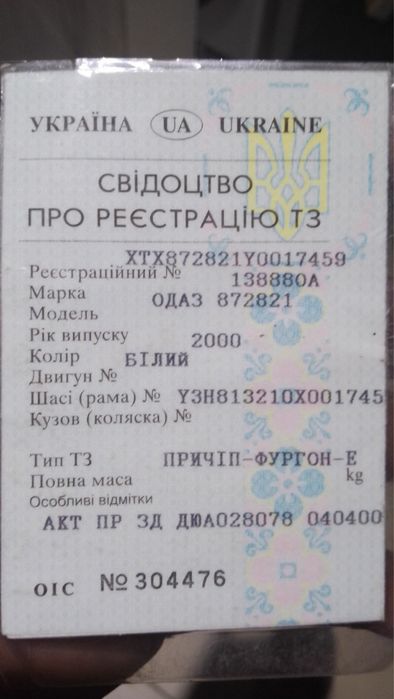 УКРАЇНА UA UKRAINE
СВІДОЦТВО
ПРО РЕЄСТРАЦІЮ ТЗ
XTX872821Y0017459
Реєстраційний № 138880А
Марка ОДАЗ 872821
Модель
Рік випуску 2000
Колір БІЛИЙ
Двигун №
Шасі (рама) № Y3H813210X001745
Кузов (коляска) №
Тип ТЗ ПРИЧІП-ФУРГОН-Е
Повна маса kg
Особливі відмітки
АКТ ПР ЗД ДЮА028078 040400
ОІС № 304476